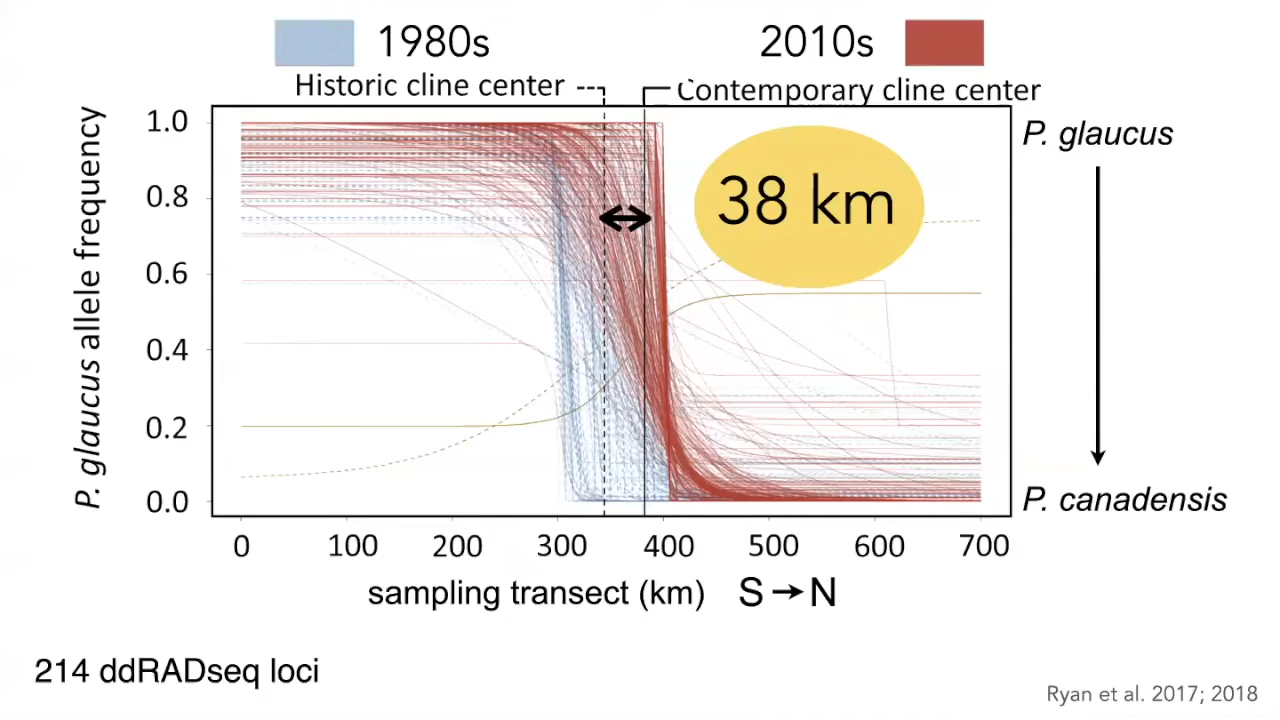 1980s
2010s
Historic cline center
Contemporary cline center
P. glaucus allele frequency
1.0
0.8
0.6
0.4
0.2
0.0
38 km
P. glaucus
P. canadensis
0 100 200 300 400 500 600 700
sampling transect (km) S → N
214 ddRADseq loci
Ryan et al. 2017; 2018